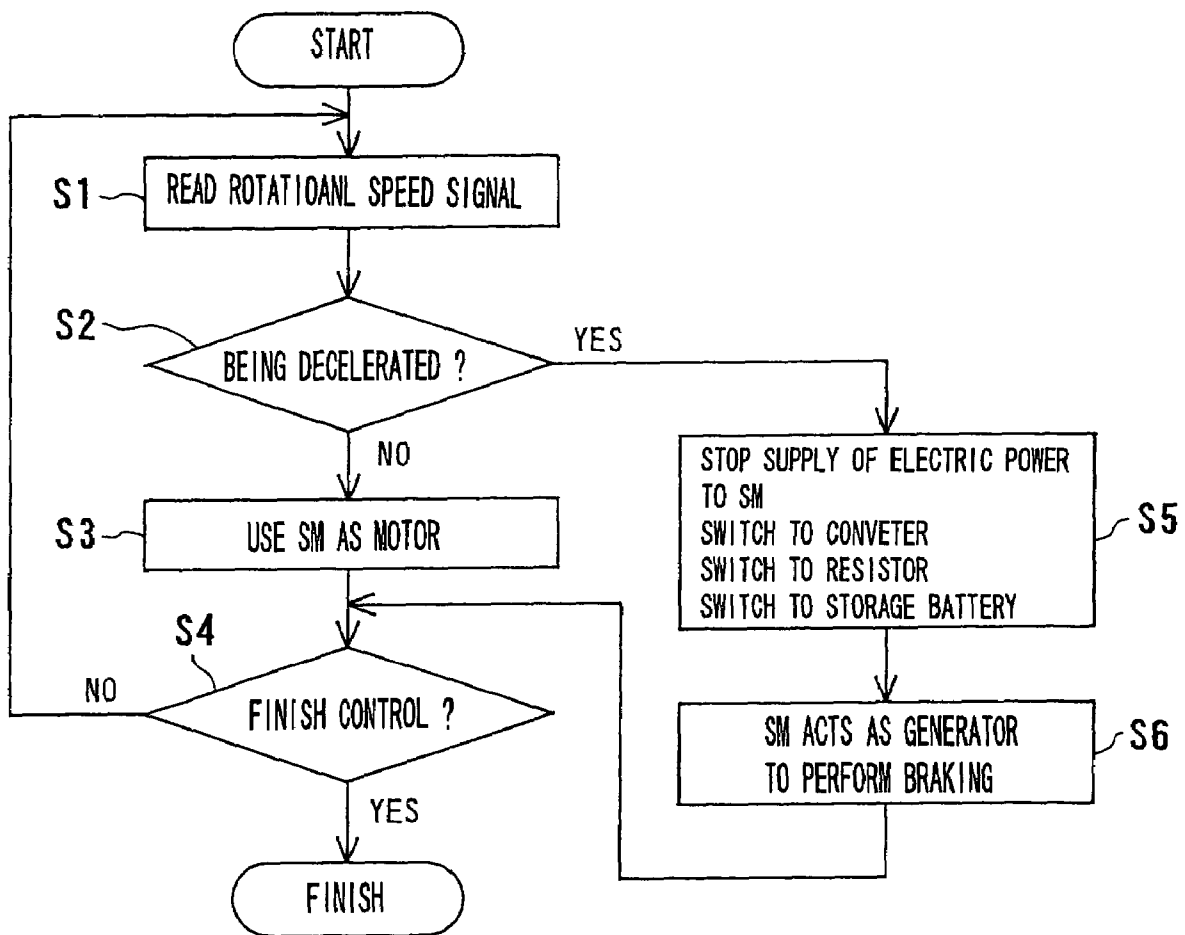 START
S1
READ ROTATIOANL SPEED SIGNAL
S2
BEING DECELERATED ?
YES
NO
S3
USE SM AS MOTOR
STOP SUPPLY OF ELECTRIC POWER
TO SM
SWITCH TO CONVETER
SWITCH TO RESISTOR
SWITCH TO STORAGE BATTERY
S5
S4
NO
FINISH CONTROL ?
YES
SM ACTS AS GENERATOR
TO PERFORM BRAKING
S6
FINISH